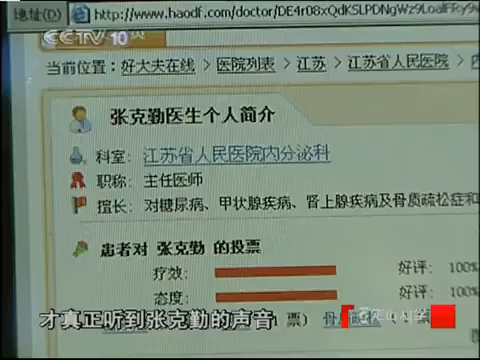 地址(D) http://www.haodf.com/doctor/DE4r08xQdKSLPDNgWz9LoaFRy9
CCTV 10 页
当前位置: 好大夫在线 > 医院列表 > 江苏 > 江苏省人民医院 > 内
张克勤医生个人简介
科室: 江苏省人民医院内分泌科
职称: 主任医师
擅长: 对糖尿病、甲状腺疾病、肾上腺疾病及骨质疏松症和
患者对 张克勤 的投票
疗效: 好评: 100%
态度: 好评: 100%
才真正听到张克勤的声音
1 票)